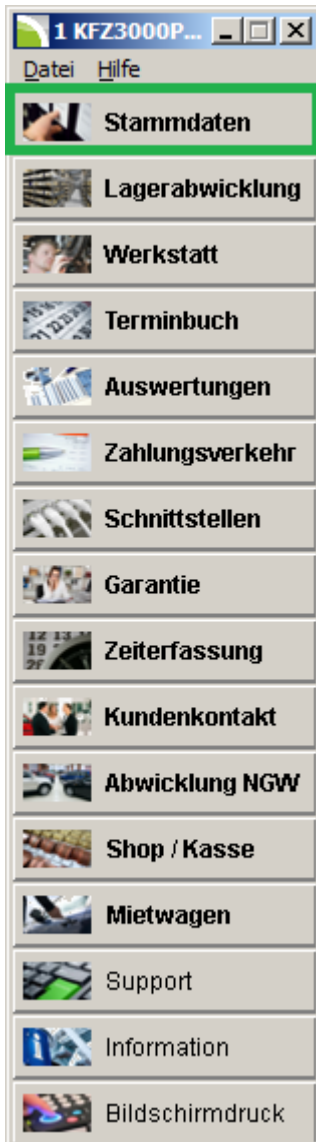 1 KFZ3000P...
Datei Hilfe
Stammdaten
Lagerabwicklung
Werkstatt
Terminbuch
Auswertungen
Zahlungsverkehr
Schnittstellen
Garantie
Zeiterfassung
Kundenkontakt
Abwicklung NGW
Shop / Kasse
Mietwagen
Support
Information
Bildschirmdruck